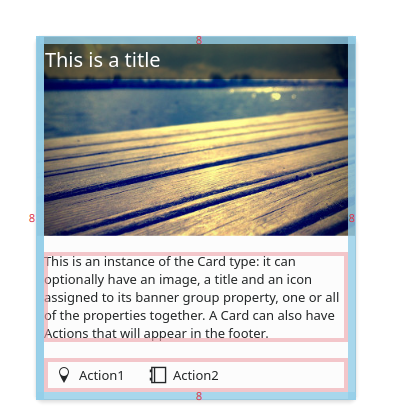 8
This is a title
8
8
This is an instance of the Card type: it can
optionally have an image, a title and an icon
assigned to its banner group property, one or all
of the properties together. A Card can also have
Actions that will appear in the footer.
Action1 Action2
8